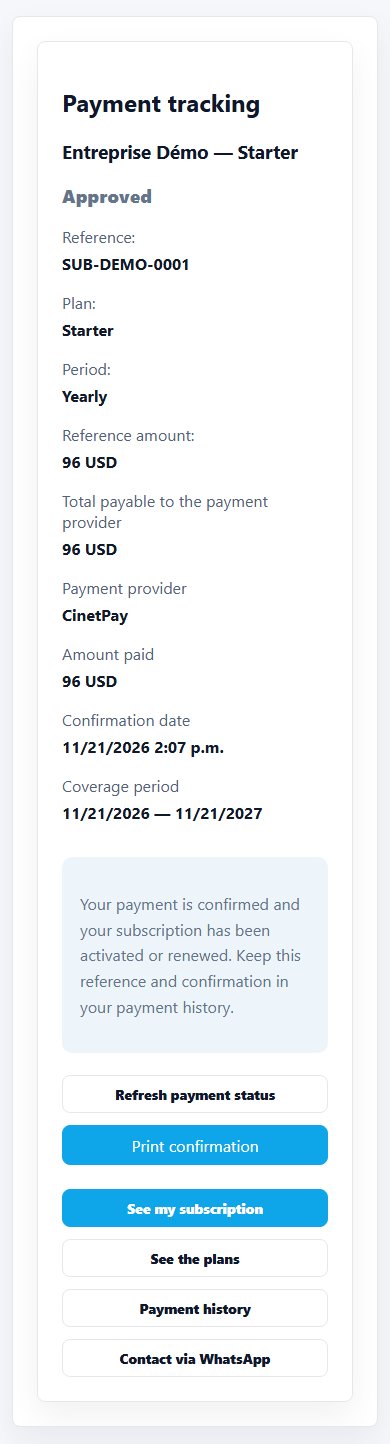 Payment tracking
Entreprise Démo — Starter
Approved
Reference:
SUB-DEMO-0001
Plan:
Starter
Period:
Yearly
Reference amount:
96 USD
Total payable to the payment
provider
96 USD
Payment provider
CinetPay
Amount paid
96 USD
Confirmation date
11/21/2026 2:07 p.m.
Coverage period
11/21/2026 — 11/21/2027
Your payment is confirmed and
your subscription has been
activated or renewed. Keep this
reference and confirmation in
your payment history.
Refresh payment status
Print confirmation
See my subscription
See the plans
Payment history
Contact via WhatsApp